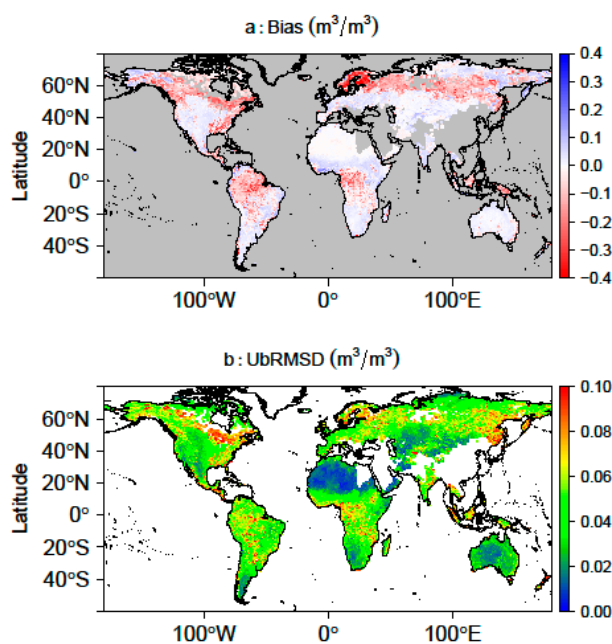 a : Bias (m³/m³)
60°N
40°N
20°N
0°
20°S
40°S
Latitude
100°W
0°
100°E
0.4
0.3
0.2
0.1
0.0
−0.1
−0.2
−0.3
−0.4
b : UbRMSD (m³/m³)
60°N
40°N
20°N
0°
20°S
40°S
Latitude
100°W
0°
100°E
0.10
0.08
0.06
0.04
0.02
0.00